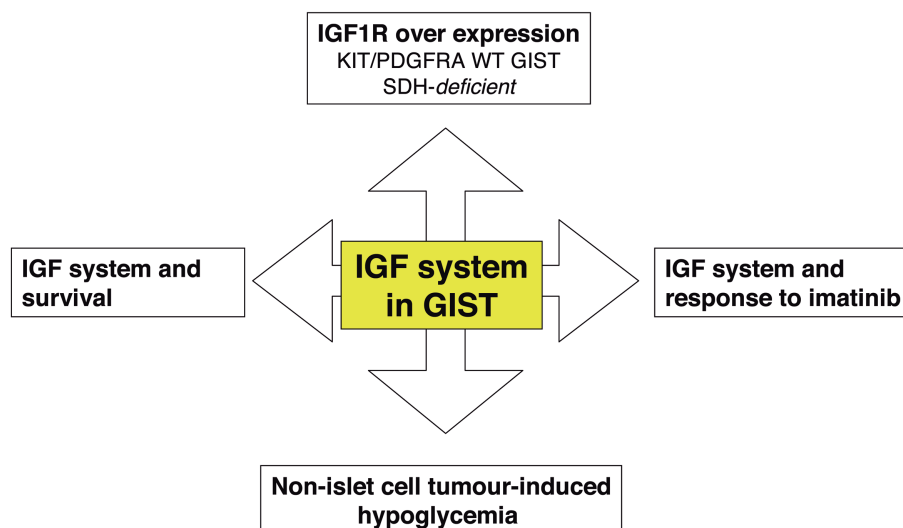 IGF1R over expression
KIT/PDGFRA WT GIST
SDH-deficient
IGF system and
survival
IGF system
in GIST
IGF system and
response to imatinib
Non-islet cell tumour-induced
hypoglycemia